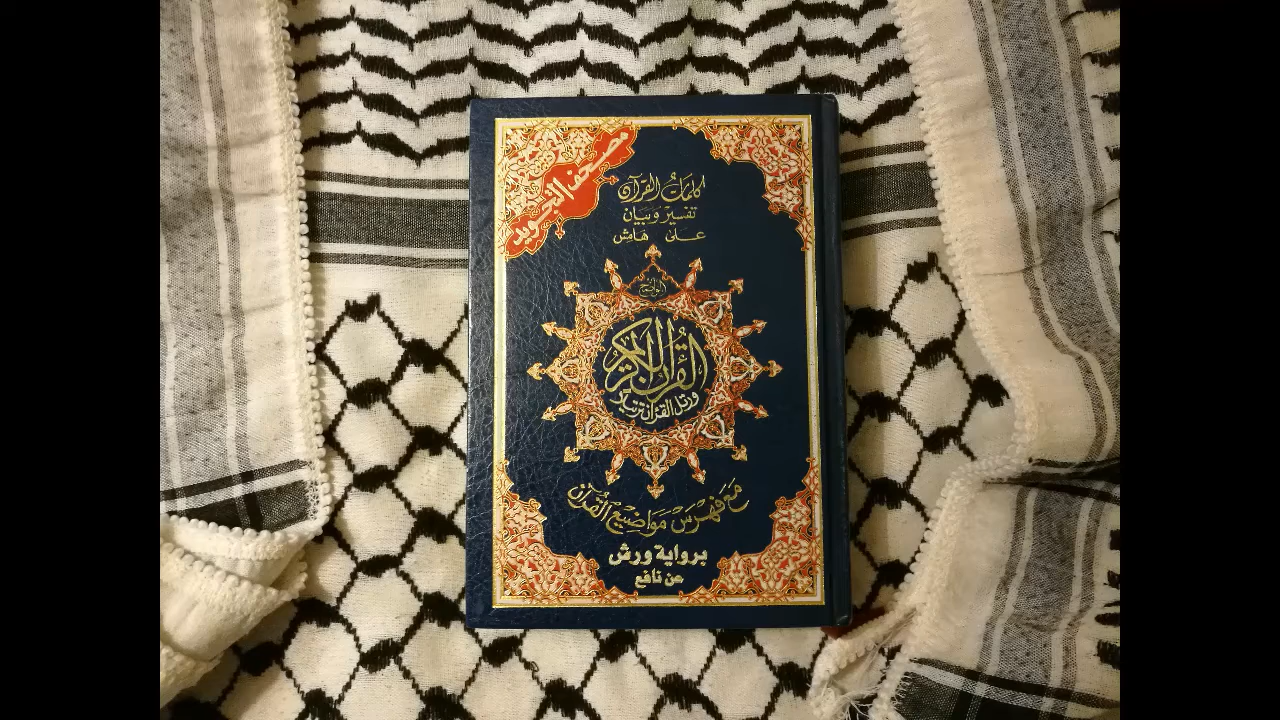 مصحف التجويد
كلمات القرآن
تفسير وبيان
على هامش
القرآن الكريم
ورتل القرآن ترتيلا
مع فهرس مواضيع القرآن
برواية ورش
عن نافع